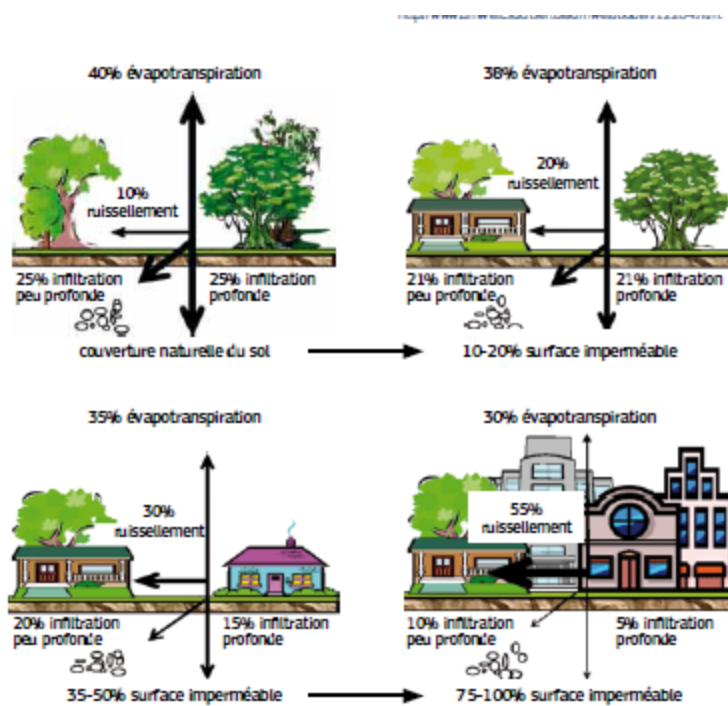 40% évapotranspiration
38% évapotranspiration
10%
ruissellement
20%
ruissellement
25% infiltration
peu profonde
25% infiltration
profonde
21% infiltration
peu profonde
21% infiltration
profonde
couverture naturelle du sol
10-20% surface imperméable
35% évapotranspiration
30% évapotranspiration
30%
ruissellement
55%
ruissellement
20% infiltration
peu profonde
15% infiltration
profonde
10% infiltration
peu profonde
5% infiltration
profonde
35-50% surface imperméable
75-100% surface imperméable